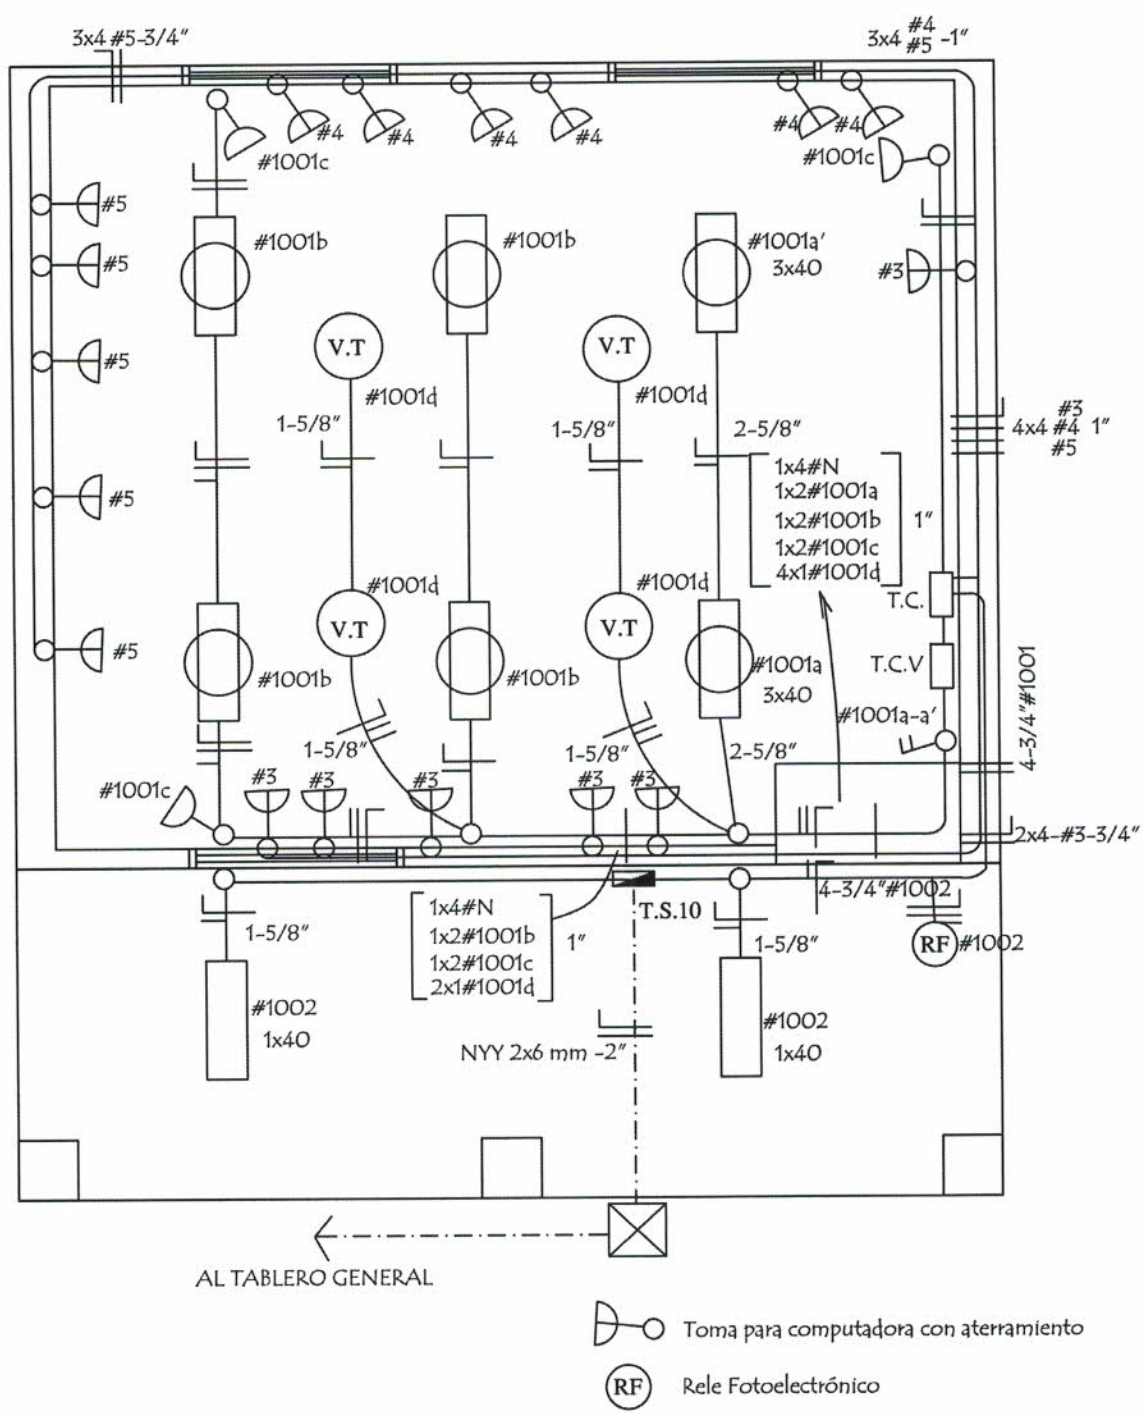 3x4 #5-3/4"
#4
3x4 #5 -1"
#4
#4
#4
#4
#4
#4
#1001c
#1001c
#5
#1001b
#1001b
#1001a'
3x40
#5
#3
V.T
V.T
#5
#1001d
#1001d
1-5/8"
1-5/8"
2-5/8"
#3
4x4 #4 1"
#5
1x4#N
1x2#1001a
1x2#1001b
1x2#1001c
4x1#1001d
1"
#5
#1001d
#1001d
T.C.
V.T
V.T
#5
#1001b
#1001b
#1001a
3x40
T.C.V
4-3/4"#1001
#1001a-a'
1-5/8"
1-5/8"
2-5/8"
#1001c
#3
#3
#3
#3
#3
2x4-#3-3/4"
4-3/4"#1002
1x4#N
1x2#1001b
1x2#1001c
2x1#1001d
1"
T.S.10
1-5/8"
1-5/8"
RF
#1002
#1002
1x40
#1002
1x40
NYY 2x6 mm -2"
AL TABLERO GENERAL
Toma para computadora con aterramiento
RF
Rele Fotoelectrónico